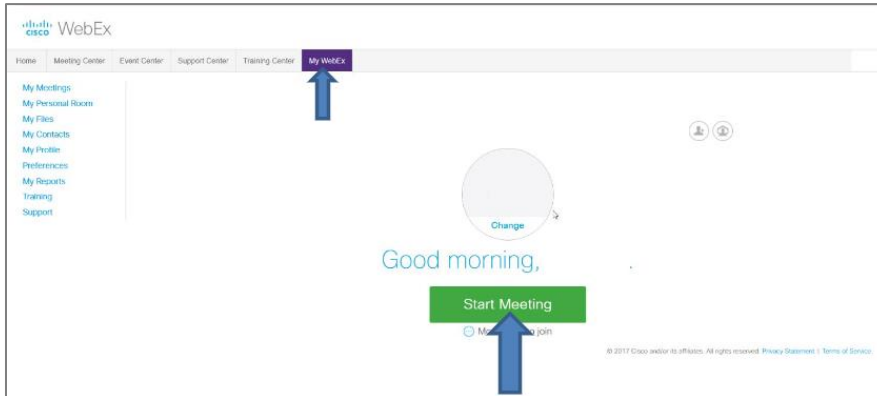 CISCO WebEx
Home Meeting Center Event Center Support Center Training Center My WebEx
My Meetings
My Personal Room
My Files
My Contacts
My Profile
Preferences
My Reports
Training
Support
Change
Good morning,
Start Meeting
join
© 2017 Cisco and/or its affiliates. All rights reserved. Privacy Statement | Terms of Service